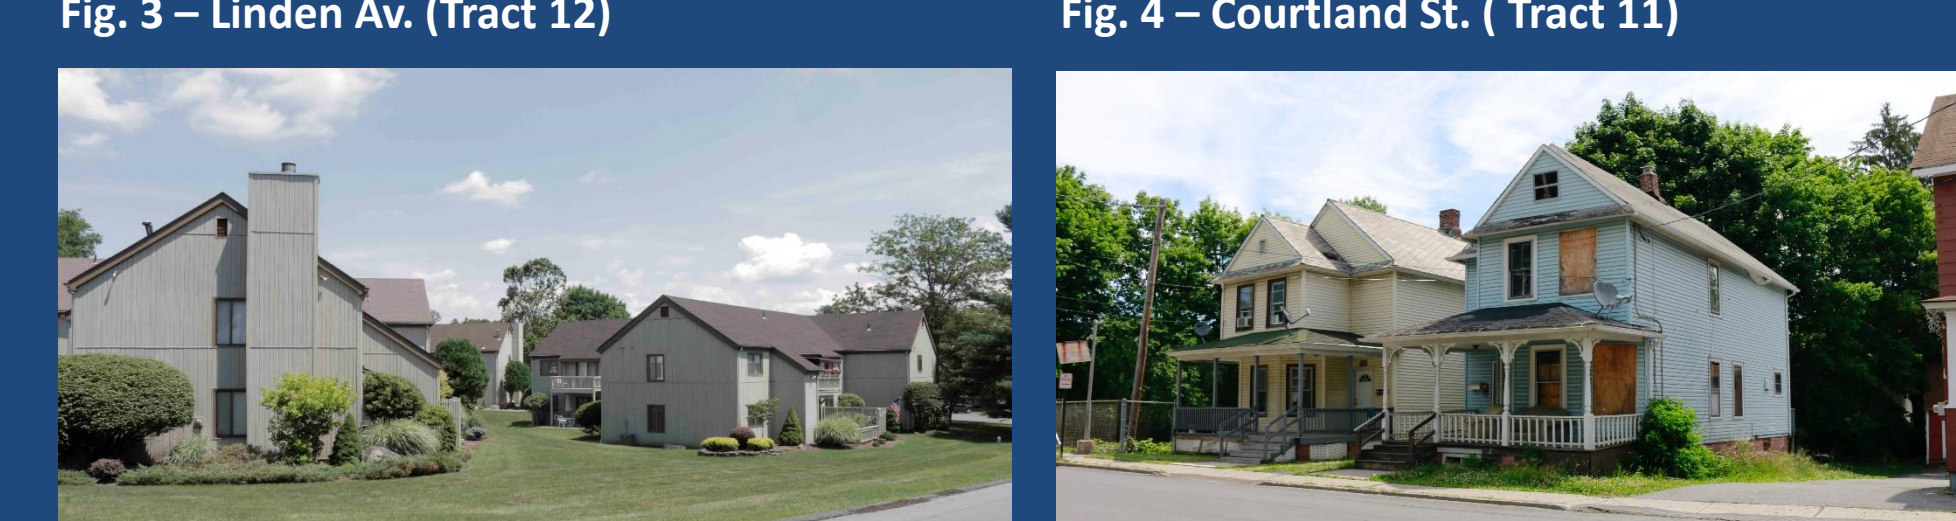 Fig. 3 – Linden Av. (Tract 12)
Fig. 4 – Courtland St. ( Tract 11)